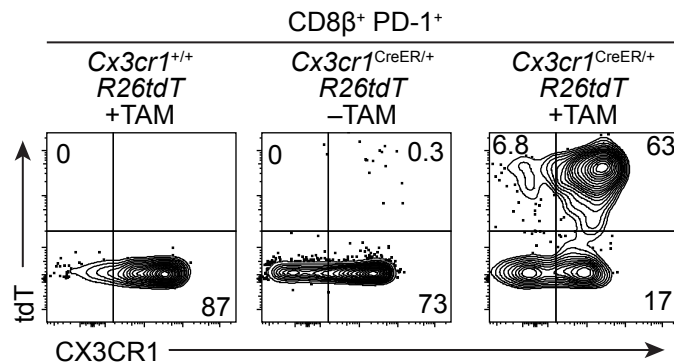 CD8β⁺ PD-1⁺
Cx3cr1⁺/⁺
R26tdT
+TAM
Cx3cr1CreER/+
R26tdT
–TAM
Cx3cr1CreER/+
R26tdT
+TAM
0
87
0
0.3
73
6.8
63
17
tdT
CX3CR1